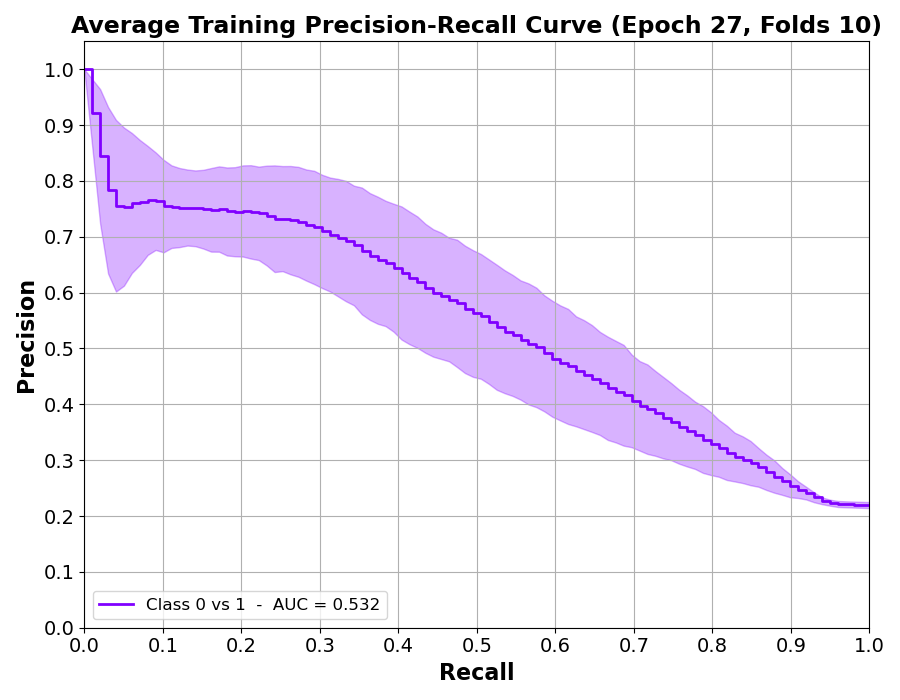 Average Training Precision-Recall Curve (Epoch 27, Folds 10)
Precision
1.0
0.9
0.8
0.7
0.6
0.5
0.4
0.3
0.2
0.1
0.0
Class 0 vs 1 - AUC = 0.532
0.0 0.1 0.2 0.3 0.4 0.5 0.6 0.7 0.8 0.9 1.0
Recall